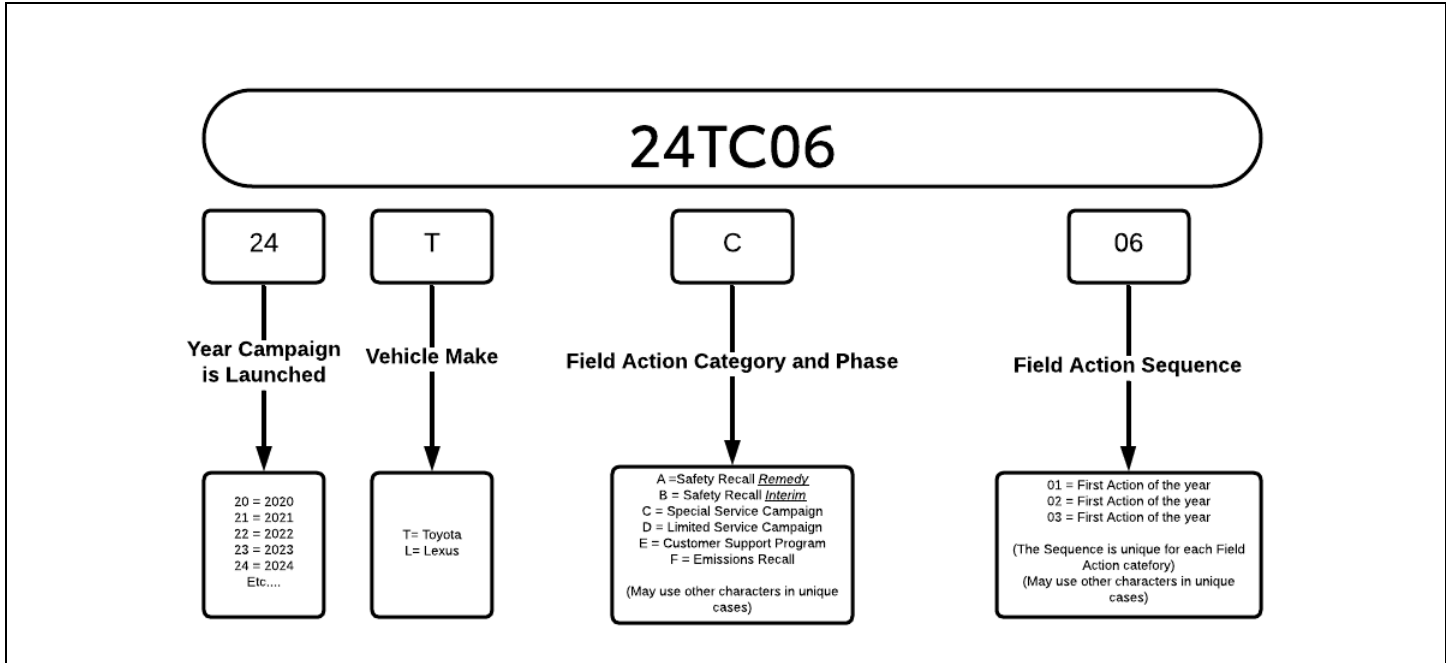 24TC06
24
T
C
06
Year Campaign
is Launched
Vehicle Make
Field Action Category and Phase
Field Action Sequence
20 = 2020
21 = 2021
22 = 2022
23 = 2023
24 = 2024
Etc....
T= Toyota
L= Lexus
A =Safety Recall Remedy
B = Safety Recall Interim
C = Special Service Campaign
D = Limited Service Campaign
E = Customer Support Program
F = Emissions Recall
(May use other characters in unique
cases)
01 = First Action of the year
02 = First Action of the year
03 = First Action of the year
(The Sequence is unique for each Field
Action catefory)
(May use other characters in unique
cases)